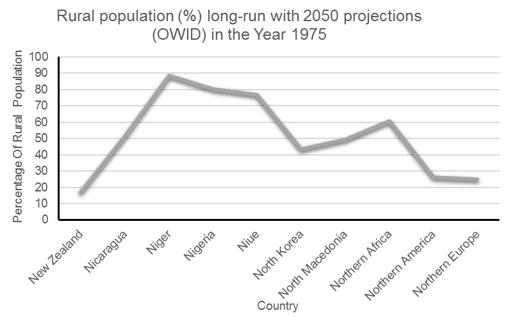 Rural population (%) long-run with 2050 projections
(OWID) in the Year 1975
Percentage Of Rural Population
100
90
80
70
60
50
40
30
20
10
0
New Zealand
Nicaragua
Niger
Nigeria
Niue
North Korea
North Macedonia
Northern Africa
Northern America
Northern Europe
Country